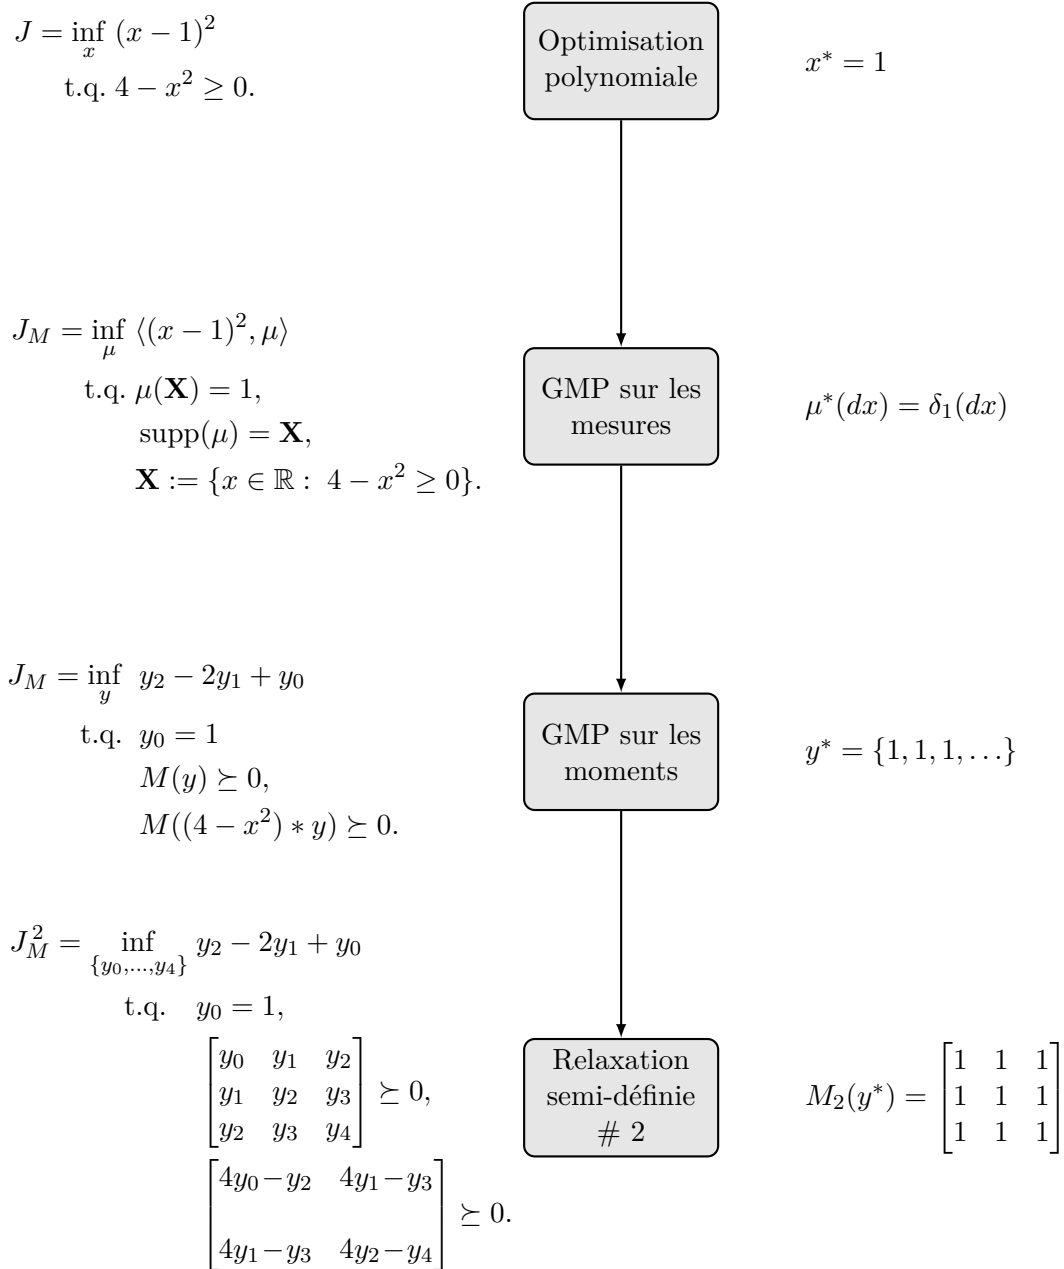 J = inf_x (x − 1)^2
t.q. 4 − x^2 ≥ 0.
Optimisation
polynomiale
x* = 1
J_M = inf_μ ⟨(x − 1)^2, μ⟩
t.q. μ(X) = 1,
supp(μ) = X,
X := {x ∈ ℝ : 4 − x^2 ≥ 0}.
GMP sur les
mesures
μ*(dx) = δ_1(dx)
J_M = inf_y y_2 − 2y_1 + y_0
t.q. y_0 = 1
M(y) ⪰ 0,
M((4 − x^2) ∗ y) ⪰ 0.
GMP sur les
moments
y* = {1, 1, 1, . . .}
J_M^2 = inf_{y_0,...,y_4} y_2 − 2y_1 + y_0
t.q. y_0 = 1,
[y_0 y_1 y_2
y_1 y_2 y_3
y_2 y_3 y_4] ⪰ 0,
[4y_0−y_2 4y_1−y_3
4y_1−y_3 4y_2−y_4] ⪰ 0.
Relaxation
semi-définie
# 2
M_2(y*) = [1 1 1
1 1 1
1 1 1]